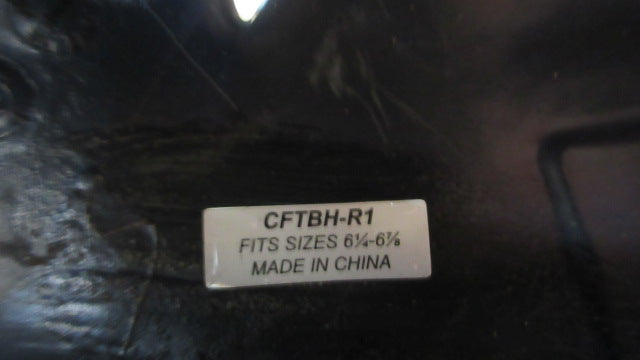 CFTBH-R1
FITS SIZES 6¼-6⅞
MADE IN CHINA